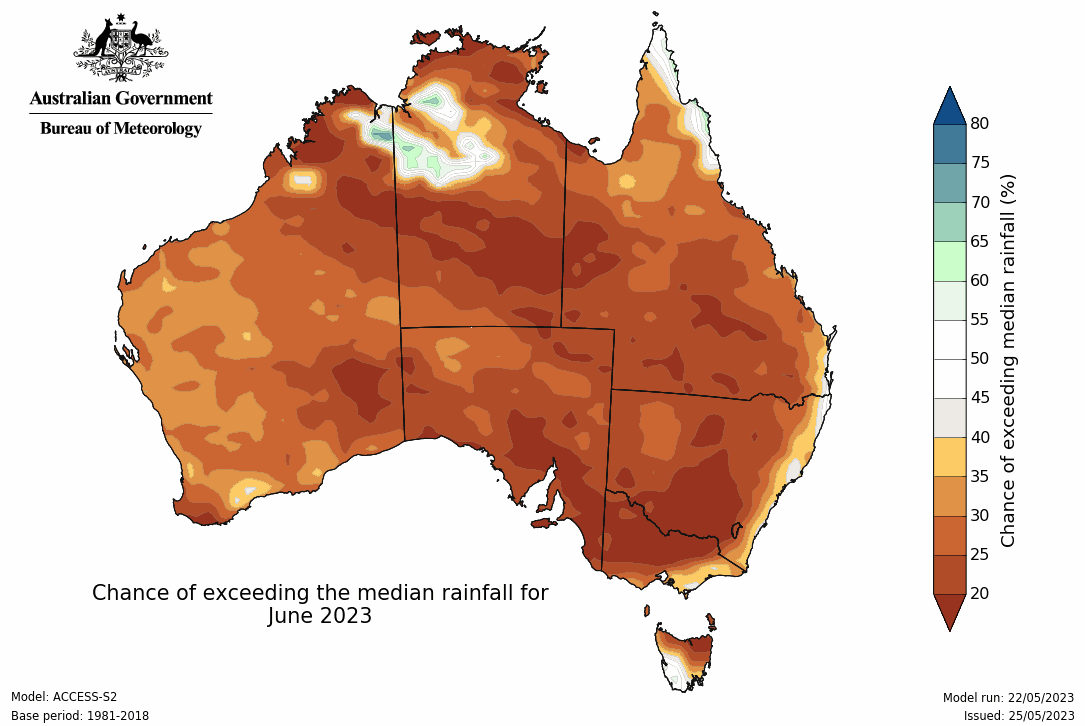 Australian Government
Bureau of Meteorology
80
75
70
65
60
55
50
45
40
35
30
25
20
Chance of exceeding median rainfall (%)
Chance of exceeding the median rainfall for
June 2023
Model: ACCESS-S2
Base period: 1981-2018
Model run: 22/05/2023
Issued: 25/05/2023